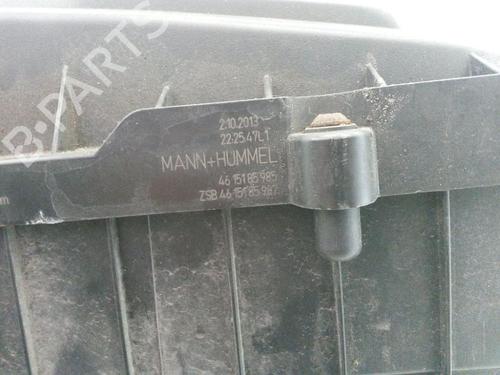 B-PARTS
2.10.2013
22:25:47L1
MANN+HUMMEL
46 151 85 985
ZSB 46 151 85 987
m